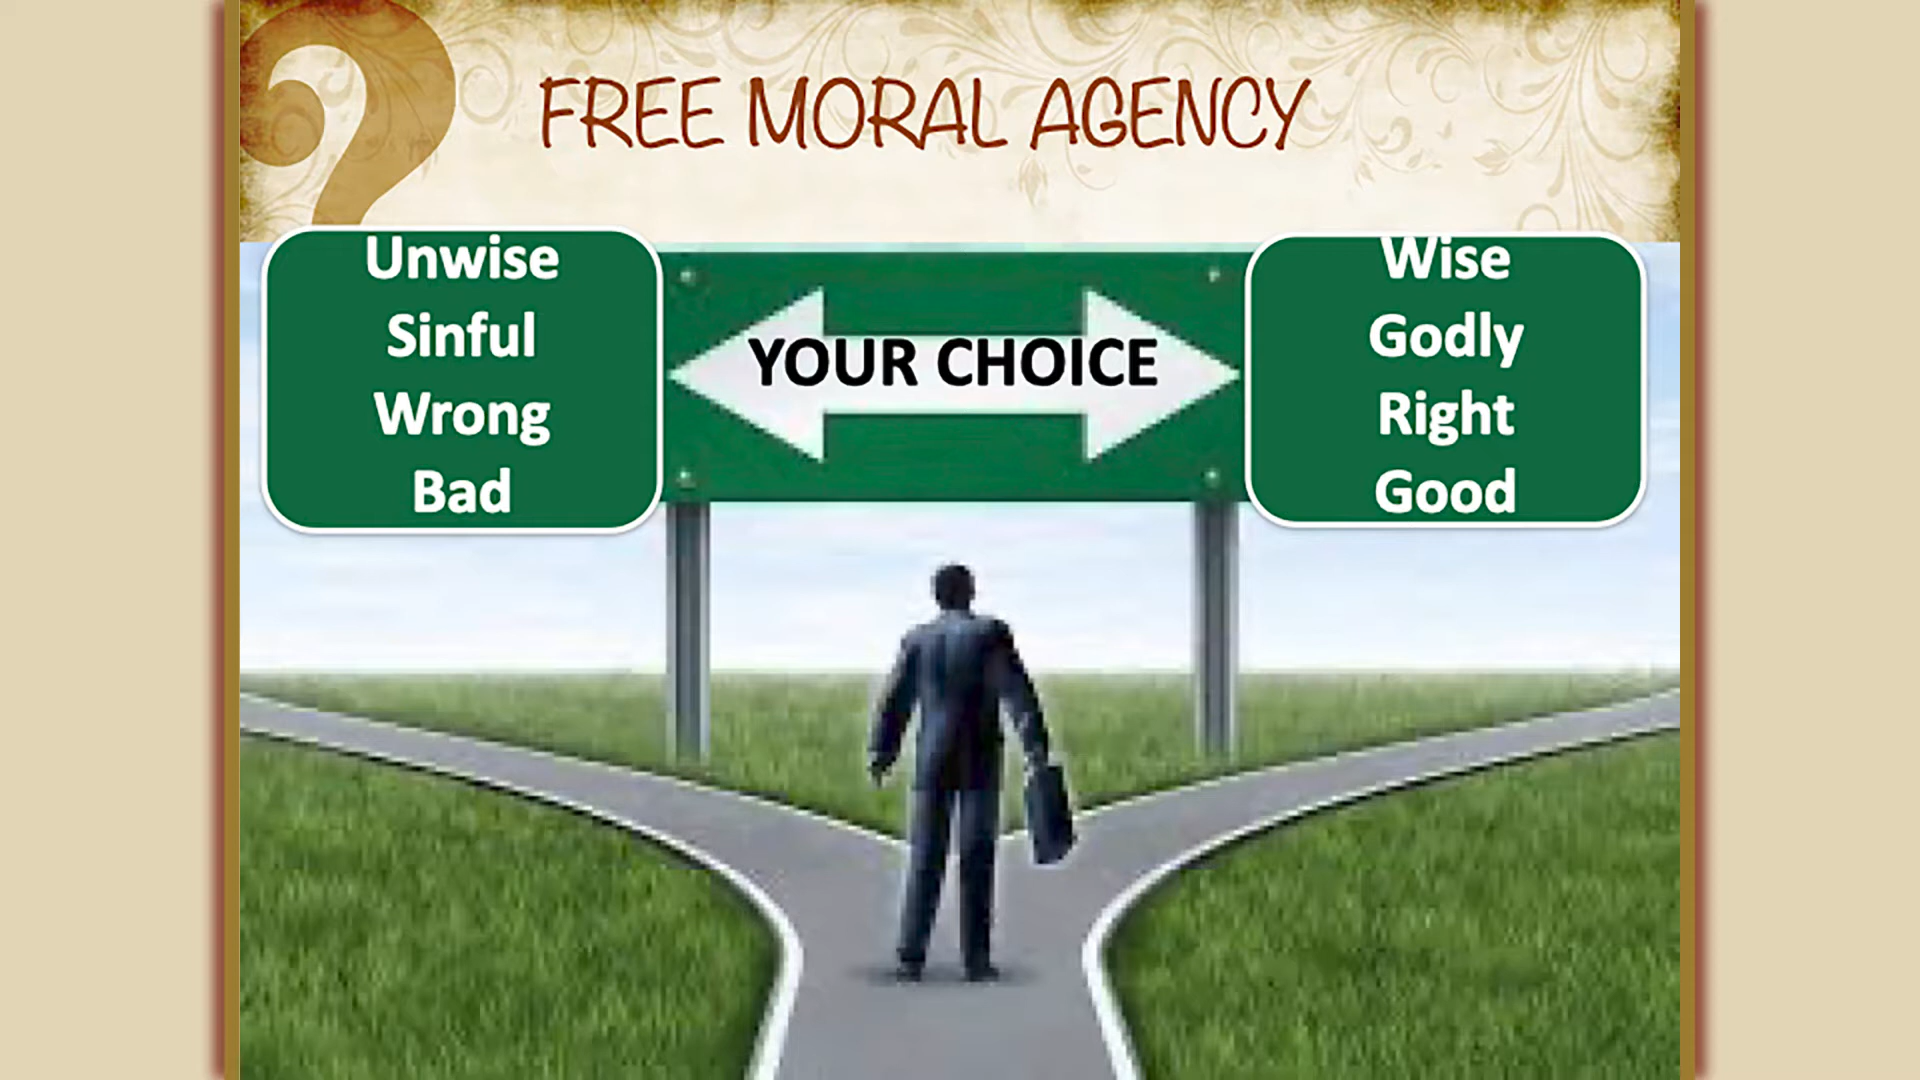 ?
FREE MORAL AGENCY
Unwise
Sinful
Wrong
Bad
YOUR CHOICE
Wise
Godly
Right
Good